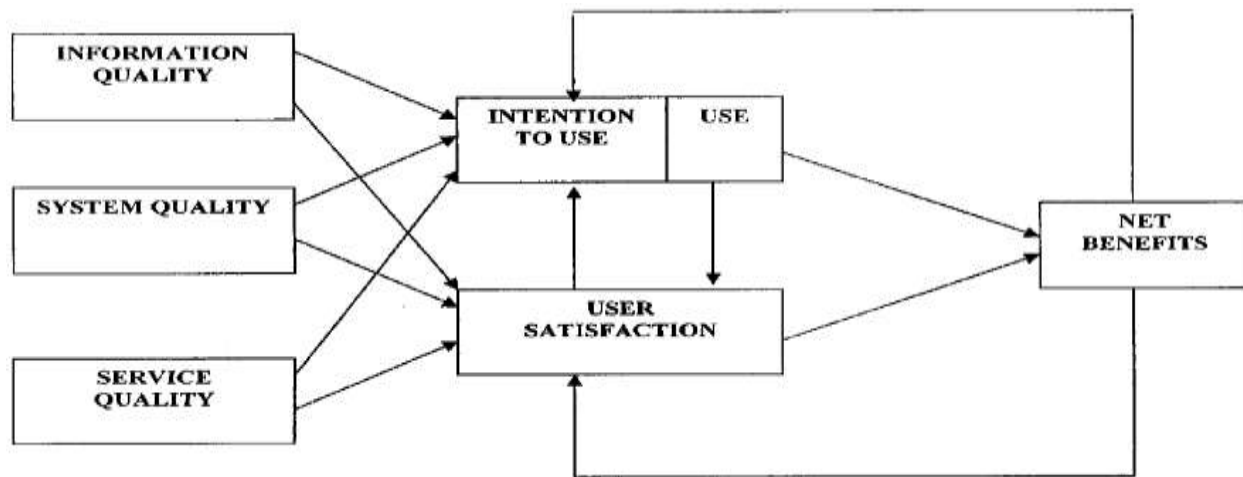 INFORMATION
QUALITY
INTENTION
TO USE
USE
SYSTEM QUALITY
NET
BENEFITS
USER
SATISFACTION
SERVICE
QUALITY